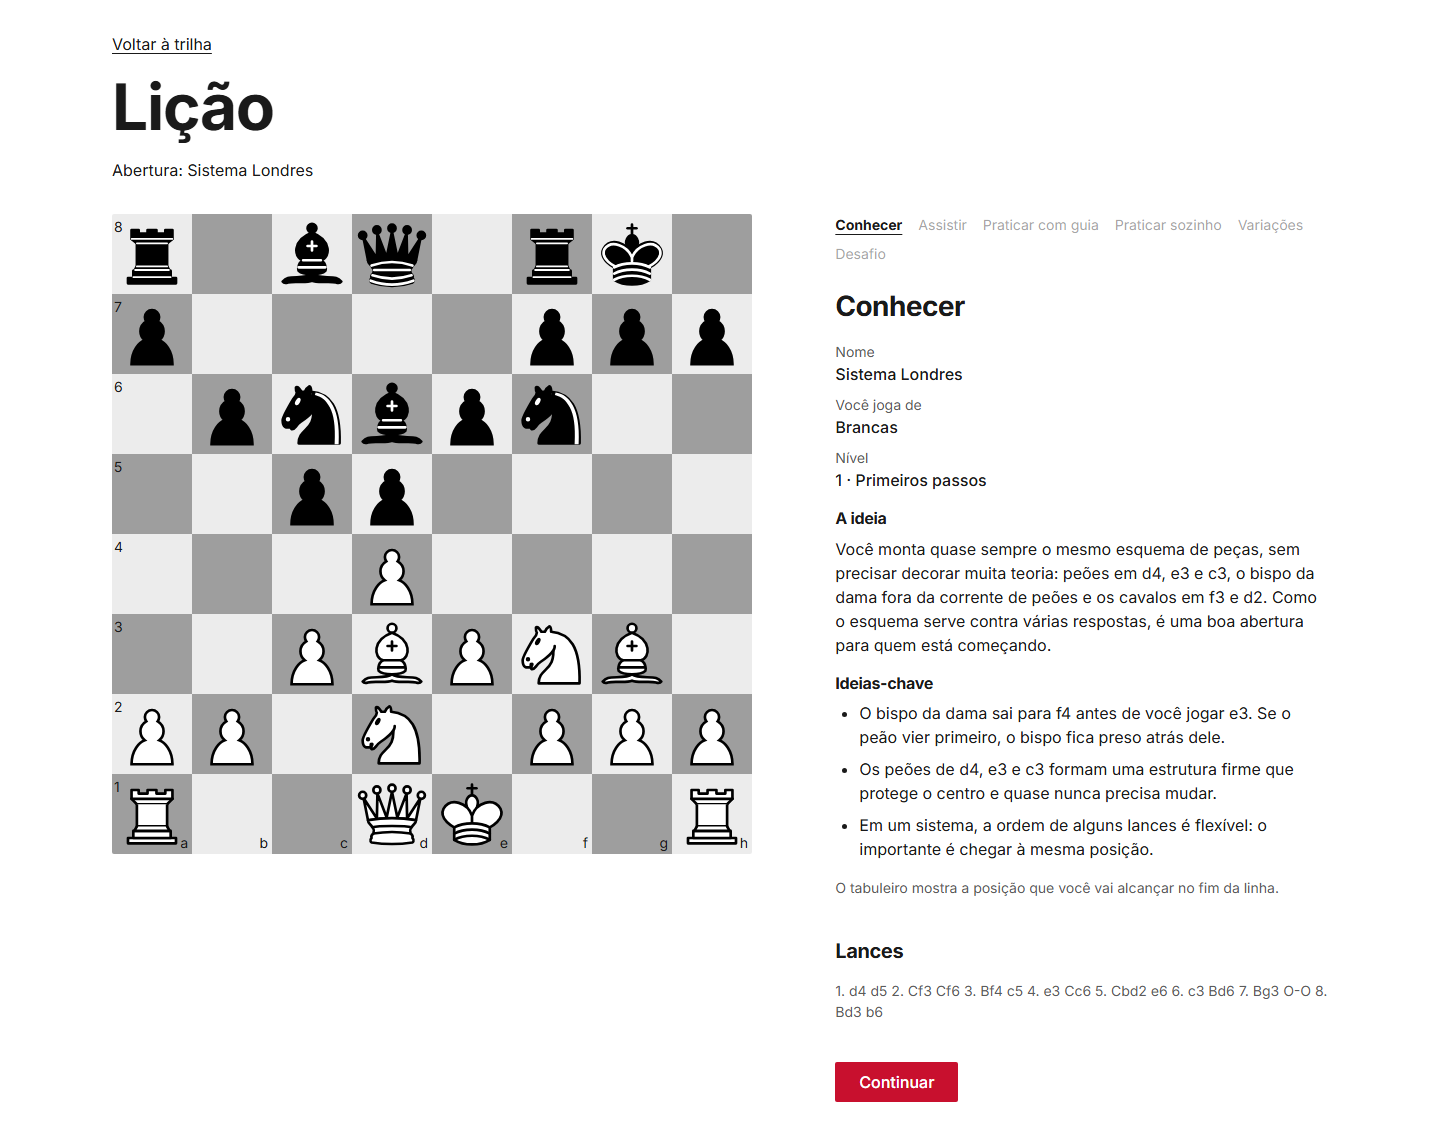 Voltar à trilha
Lição
Abertura: Sistema Londres
8
7
6
5
4
3
2
1
a b c d e f g h
Conhecer Assistir Praticar com guia Praticar sozinho Variações
Desafio
Conhecer
Nome
Sistema Londres
Você joga de
Brancas
Nível
1 · Primeiros passos
A ideia
Você monta quase sempre o mesmo esquema de peças, sem
precisar decorar muita teoria: peões em d4, e3 e c3, o bispo da
dama fora da corrente de peões e os cavalos em f3 e d2. Como
o esquema serve contra várias respostas, é uma boa abertura
para quem está começando.
Ideias-chave
• O bispo da dama sai para f4 antes de você jogar e3. Se o
peão vier primeiro, o bispo fica preso atrás dele.
• Os peões de d4, e3 e c3 formam uma estrutura firme que
protege o centro e quase nunca precisa mudar.
• Em um sistema, a ordem de alguns lances é flexível: o
importante é chegar à mesma posição.
O tabuleiro mostra a posição que você vai alcançar no fim da linha.
Lances
1. d4 d5 2. Cf3 Cf6 3. Bf4 c5 4. e3 Cc6 5. Cbd2 e6 6. c3 Bd6 7. Bg3 O-O 8.
Bd3 b6
Continuar